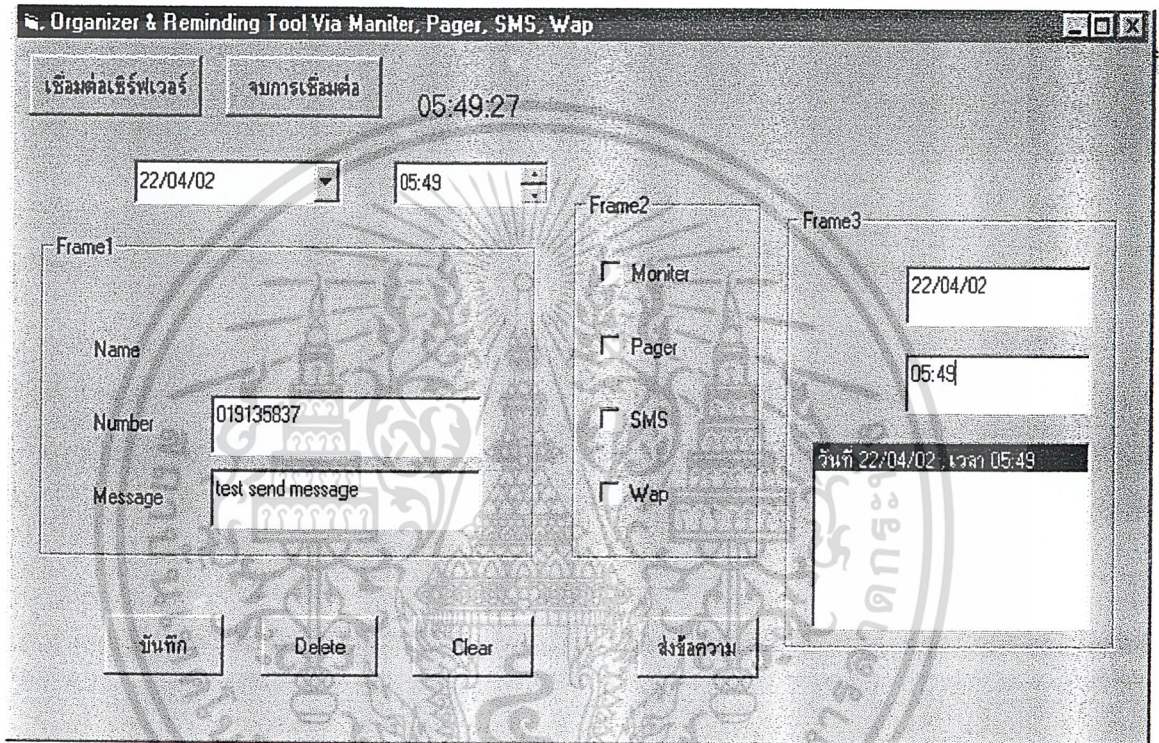 Organizer & Reminding Tool Via Maniter, Pager, SMS, Wap
เชื่อมต่อเซิร์ฟเวอร์
จบการเชื่อมต่อ
05:49:27
22/04/02
05:49
Frame1
Name
Number
019135837
Message
test send message
Frame2
Moniter
Pager
SMS
Wap
Frame3
22/04/02
05:49
วันที่ 22/04/02 , เวลา 05:49
บันทึก
Delete
Clear
ส่งข้อความ